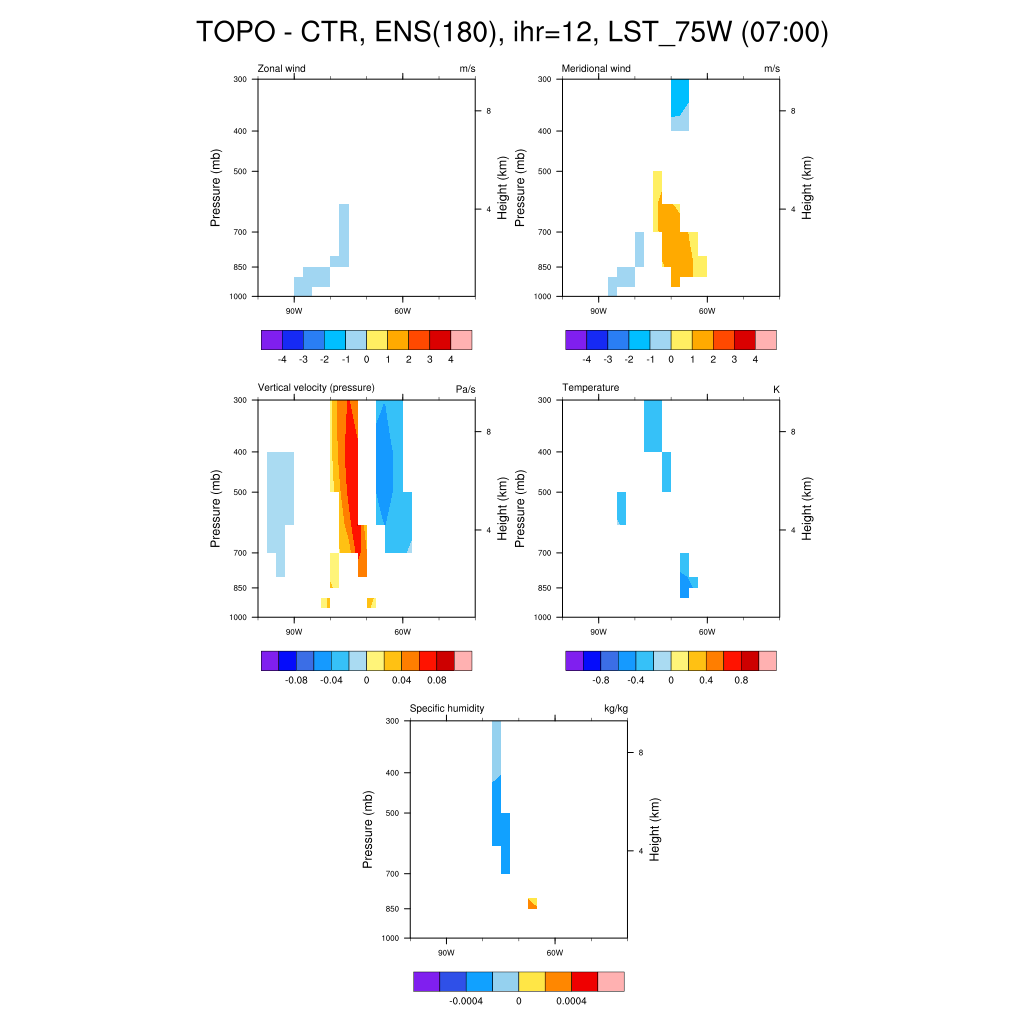 TOPO - CTR, ENS(180), ihr=12, LST_75W (07:00)
Zonal wind m/s
300
400
500
700
850
1000
Pressure (mb)
8
4
Height (km)
90W 60W
-4 -3 -2 -1 0 1 2 3 4
Meridional wind m/s
300
400
500
700
850
1000
Pressure (mb)
8
4
Height (km)
90W 60W
-4 -3 -2 -1 0 1 2 3 4
Vertical velocity (pressure) Pa/s
300
400
500
700
850
1000
Pressure (mb)
8
4
Height (km)
90W 60W
-0.08 -0.04 0 0.04 0.08
Temperature K
300
400
500
700
850
1000
Pressure (mb)
8
4
Height (km)
90W 60W
-0.8 -0.4 0 0.4 0.8
Specific humidity kg/kg
300
400
500
700
850
1000
Pressure (mb)
8
4
Height (km)
90W 60W
-0.0004 0 0.0004